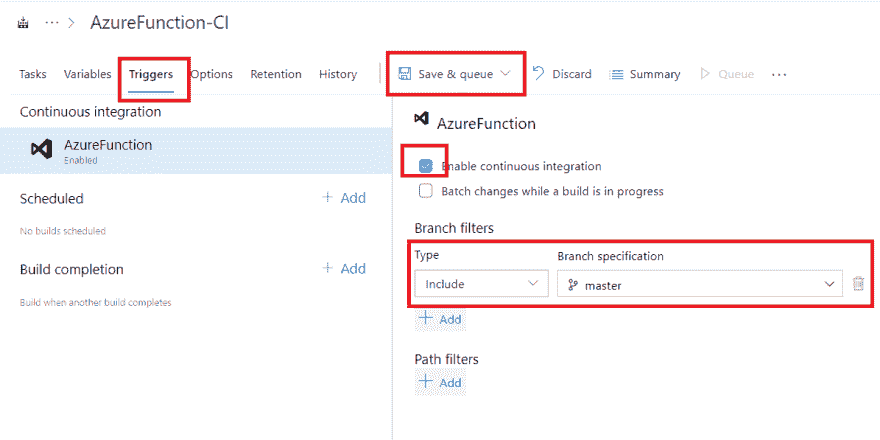 AzureFunction-CI
Tasks Variables Triggers Options Retention History Save & queue Discard Summary Queue
Continuous integration
AzureFunction
Enabled
Scheduled
Add
No builds scheduled
Build completion
Add
Build when another build completes
AzureFunction
Enable continuous integration
Batch changes while a build is in progress
Branch filters
Type Branch specification
Include master
Add
Path filters
Add